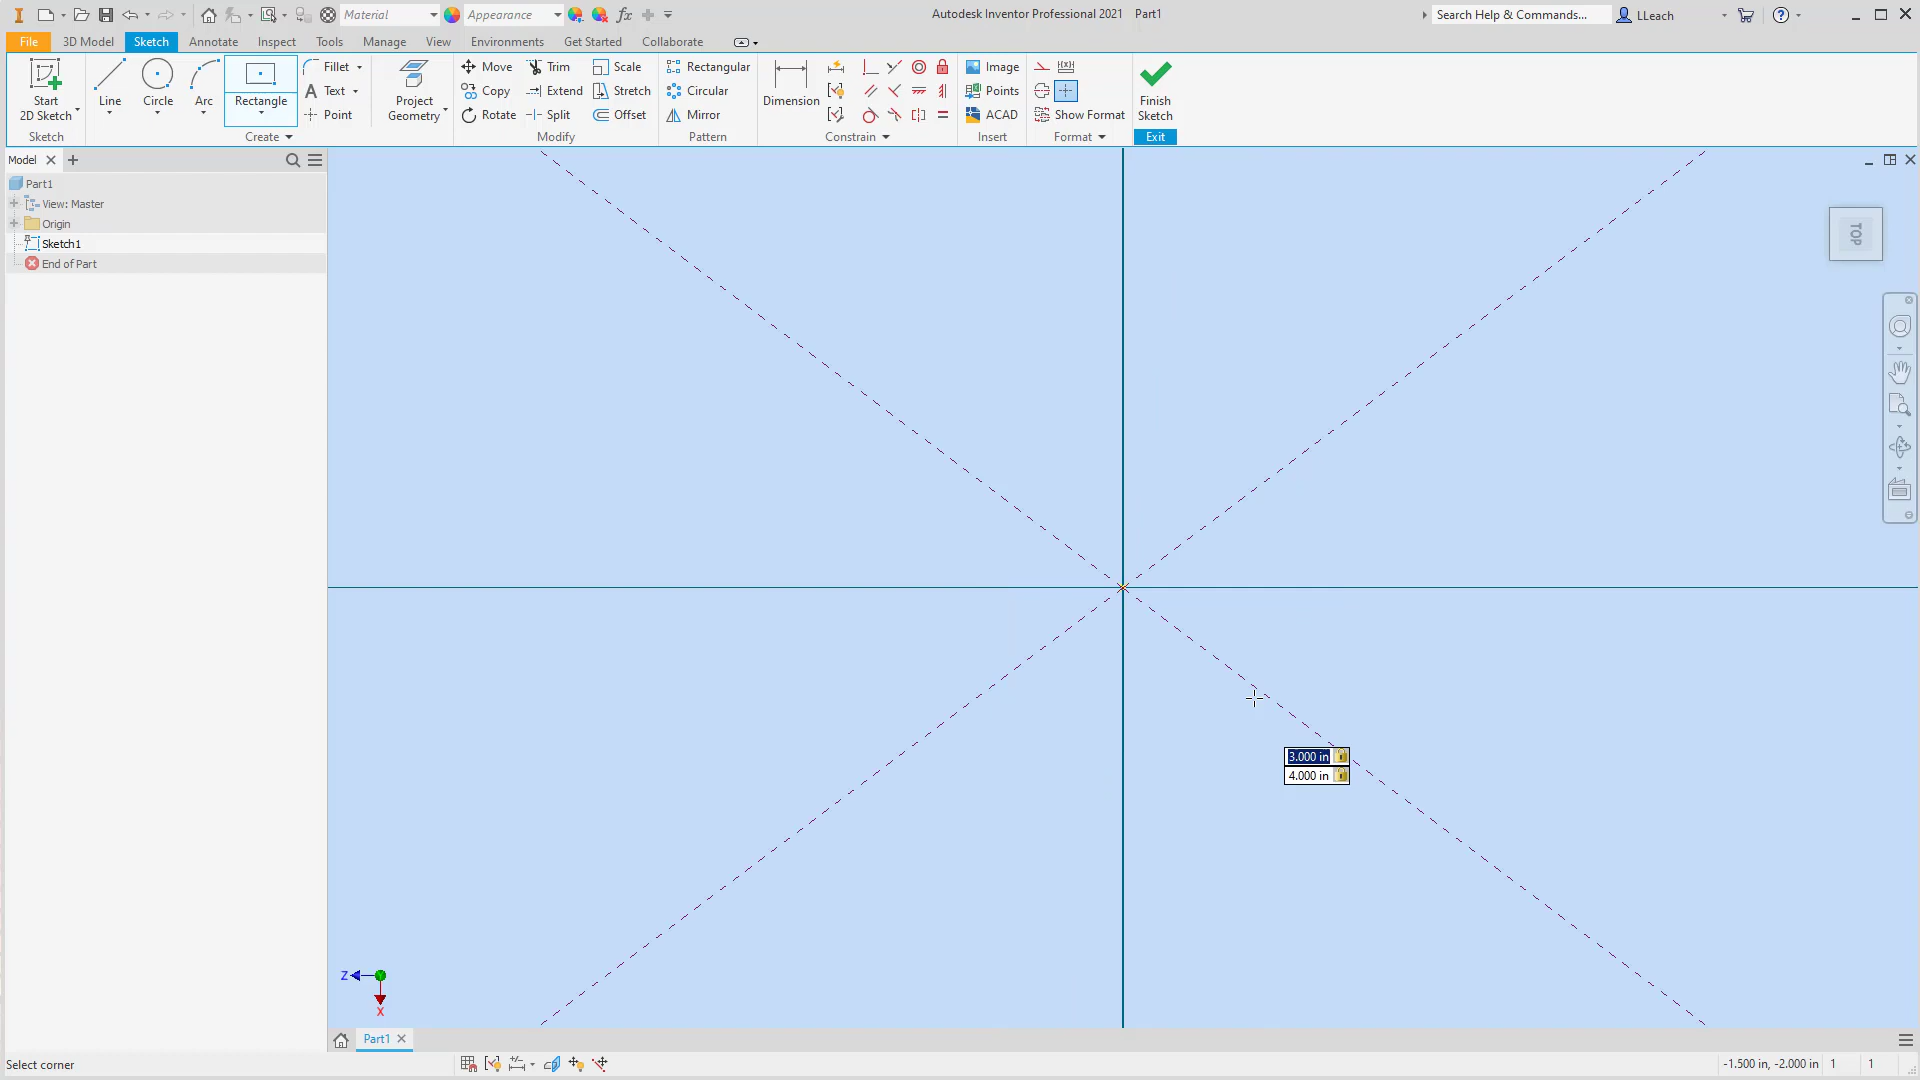 Material
Appearance
fx
Autodesk Inventor Professional 2021 Part1
Search Help & Commands...
LLeach
File 3D Model Sketch Annotate Inspect Tools Manage View Environments Get Started Collaborate
Start
2D Sketch
Line
Circle
Arc
Rectangle
Fillet
Text
Point
Project
Geometry
Move
Copy
Rotate
Trim
Extend
Split
Scale
Stretch
Offset
Rectangular
Circular
Mirror
Dimension
Image
Points
ACAD
Show Format
Finish
Sketch
Sketch Create Modify Pattern Constrain Insert Format Exit
Model
Part1
View: Master
Origin
Sketch1
End of Part
TOP
3.000 in
4.000 in
Z
X
Part1
Select corner
-1.500 in, -2.000 in 1 1